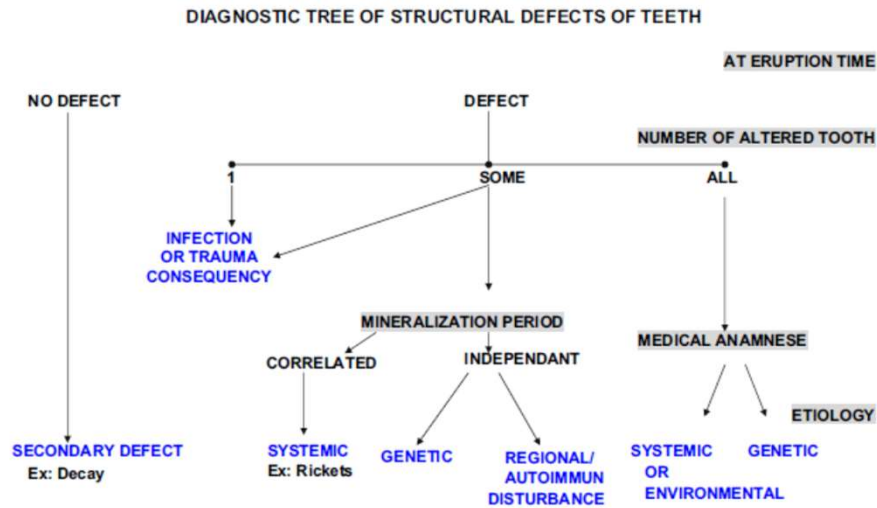 DIAGNOSTIC TREE OF STRUCTURAL DEFECTS OF TEETH
AT ERUPTION TIME
NO DEFECT
DEFECT
NUMBER OF ALTERED TOOTH
1
SOME
ALL
INFECTION
OR TRAUMA
CONSEQUENCY
MINERALIZATION PERIOD
MEDICAL ANAMNESE
CORRELATED
INDEPENDANT
ETIOLOGY
SECONDARY DEFECT
Ex: Decay
SYSTEMIC
Ex: Rickets
GENETIC
REGIONAL/
AUTOIMMUN
DISTURBANCE
SYSTEMIC
OR
ENVIRONMENTAL
GENETIC